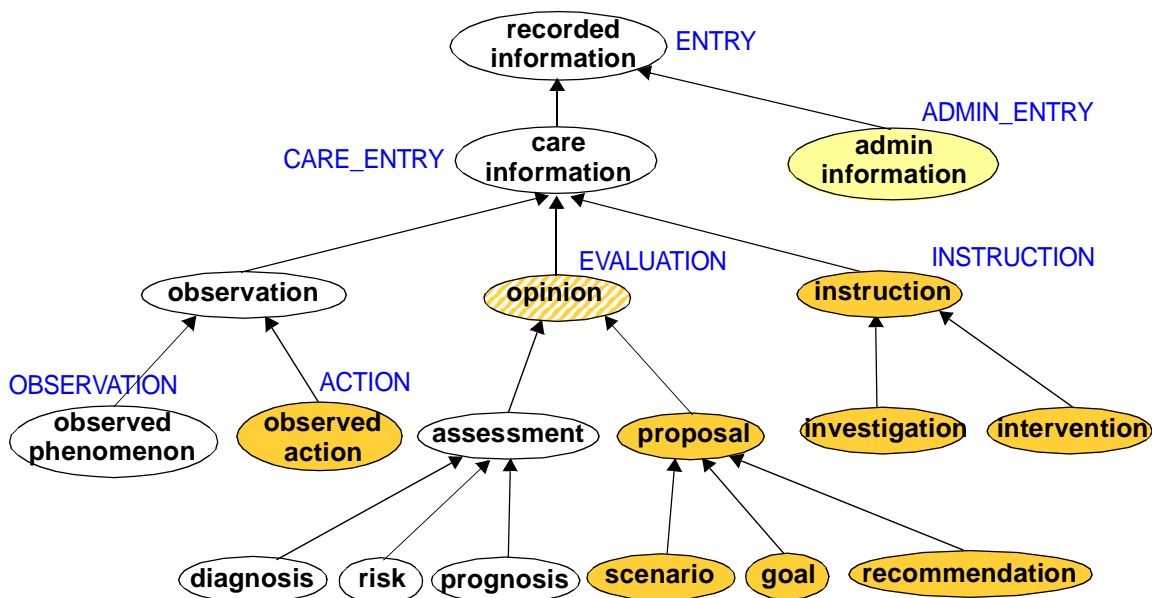 recorded
information
ENTRY
ADMIN_ENTRY
care
information
CARE_ENTRY
admin
information
EVALUATION
INSTRUCTION
observation
opinion
instruction
OBSERVATION
ACTION
observed
phenomenon
observed
action
assessment
proposal
investigation
intervention
diagnosis
risk
prognosis
scenario
goal
recommendation